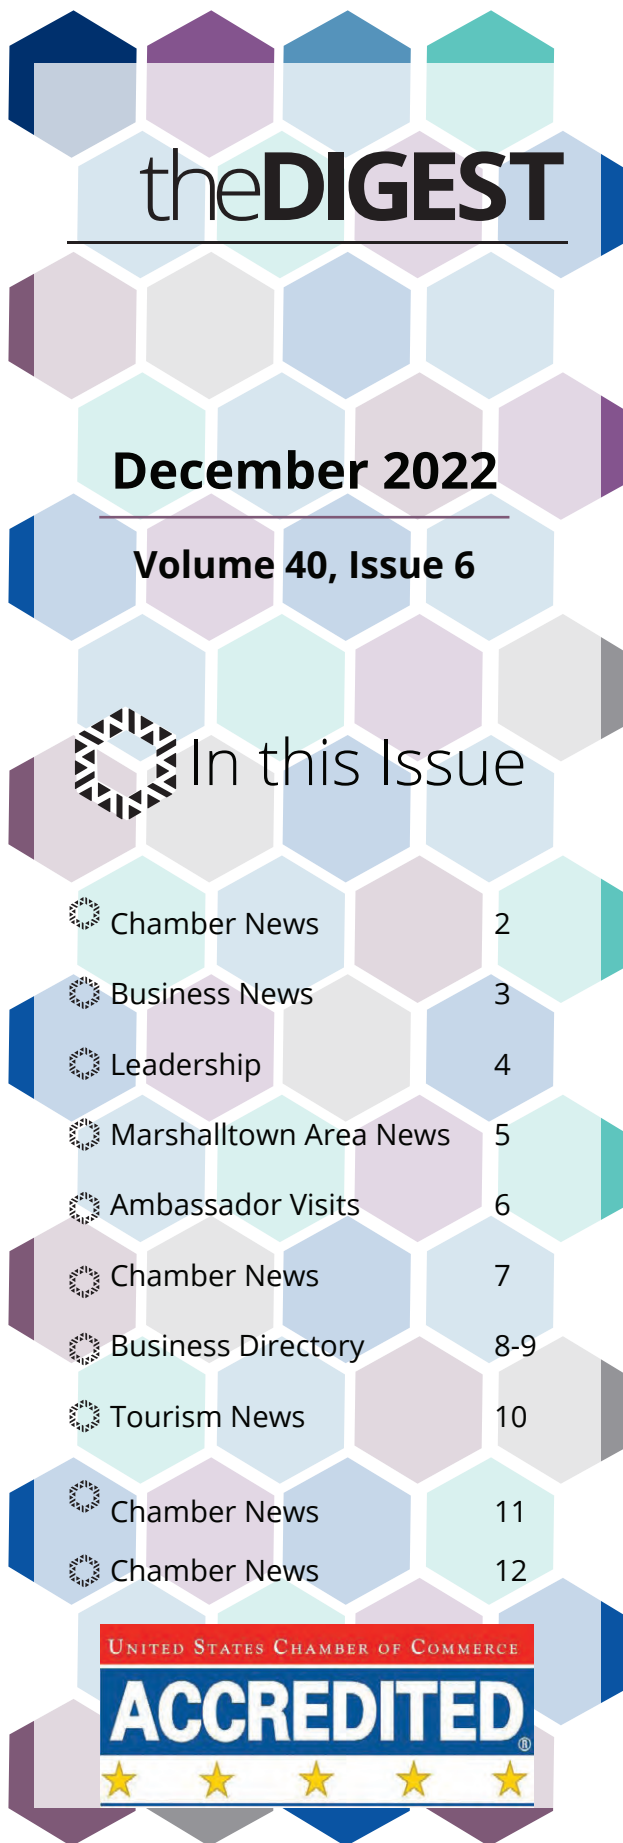 theDIGEST
December 2022
Volume 40, Issue 6
In this Issue
Chamber News 2
Business News 3
Leadership 4
Marshalltown Area News 5
Ambassador Visits 6
Chamber News 7
Business Directory 8-9
Tourism News 10
Chamber News 11
Chamber News 12
UNITED STATES CHAMBER OF COMMERCE
ACCREDITED®